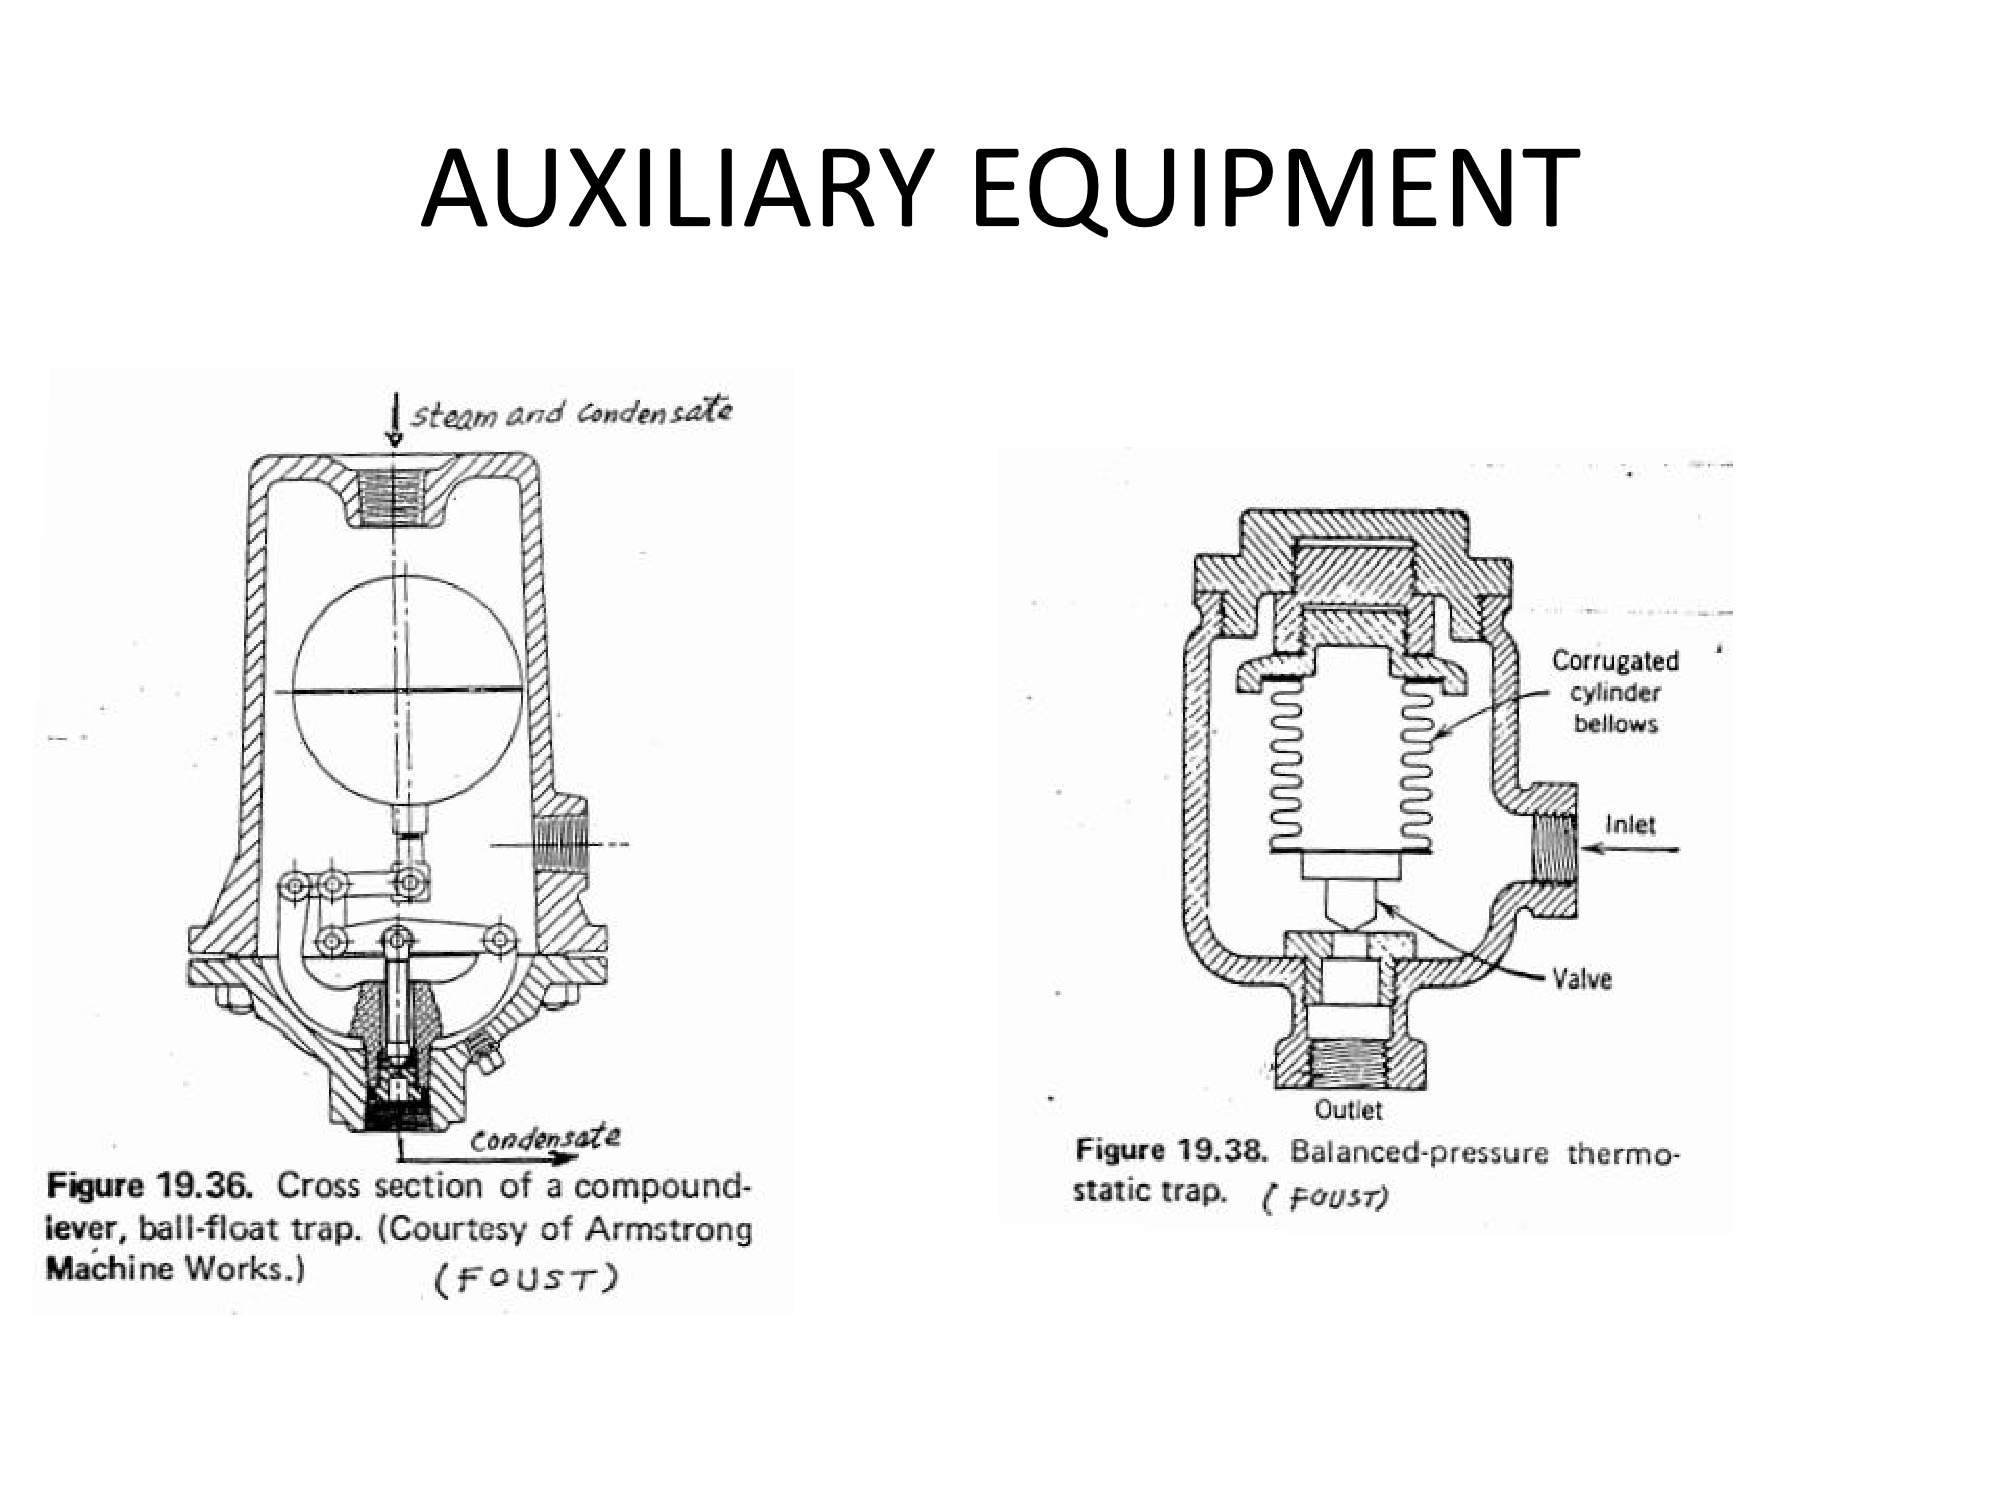 AUXILIARY EQUIPMENT
steam and condensate
condensate
Figure 19.36. Cross section of a compound-
lever, ball-float trap. (Courtesy of Armstrong
Machine Works.)
(FOUST)
Corrugated
cylinder
bellows
Inlet
Valve
Outlet
Figure 19.38. Balanced-pressure thermo-
static trap. (FOUST)